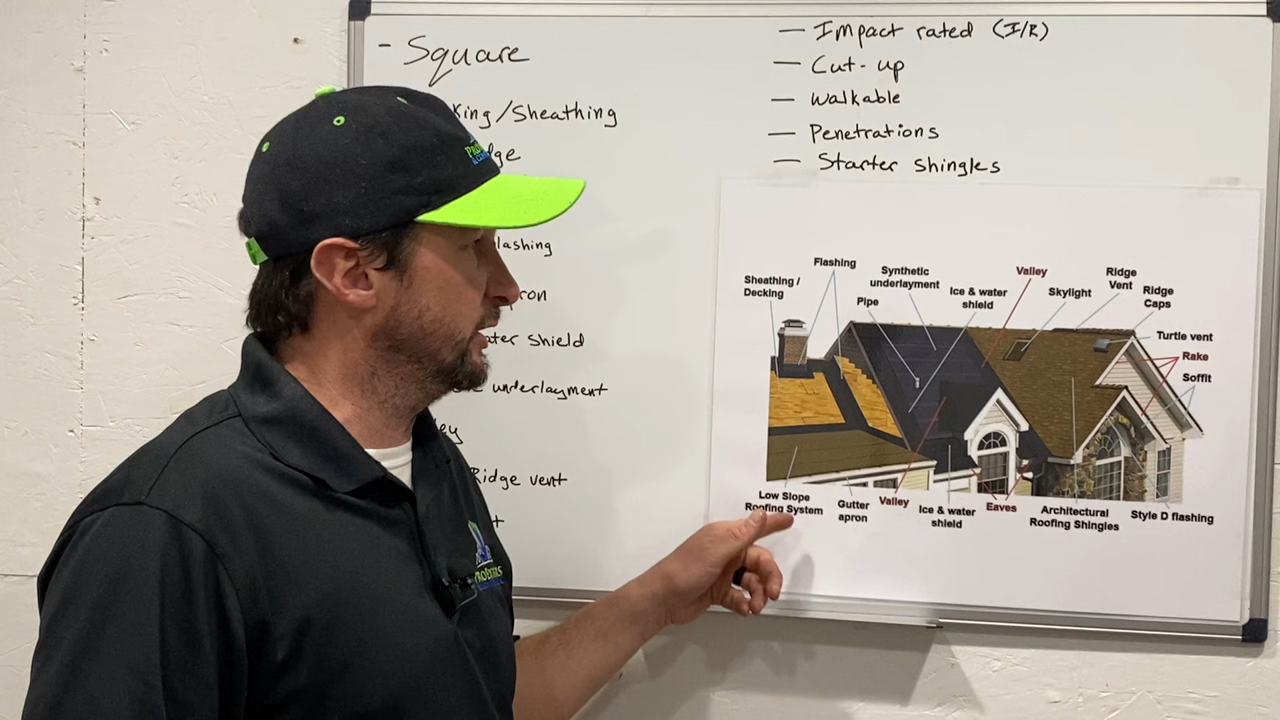 - Square
King/Sheathing
ge
lashing
ron
ter shield
underlayment
ey
Ridge vent
t
— Impact rated (I/R)
— Cut-up
— Walkable
— Penetrations
— Starter Shingles
Flashing
Sheathing /
Decking
Synthetic
underlayment
Pipe
Ice & water
shield
Valley
Skylight
Ridge
Vent
Ridge
Caps
Turtle vent
Rake
Soffit
Low Slope
Roofing System
Gutter
apron
Valley
Ice & water
shield
Eaves
Architectural
Roofing Shingles
Style D flashing